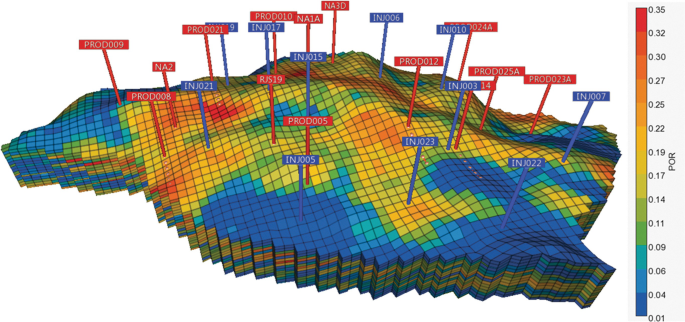 NA3D
PROD010
NA1A
INJ017
INJ006
INJ010
024A
PROD021
PROD009
INJ015
PROD012
NA2
RJS19
PROD025A
PROD023A
INJ021
INJ003
14
PROD008
INJ007
PROD005
INJ023
INJ005
INJ022
0.35
0.32
0.30
0.27
0.25
0.22
0.19
0.17
0.14
0.11
0.09
0.06
0.04
0.01
POR